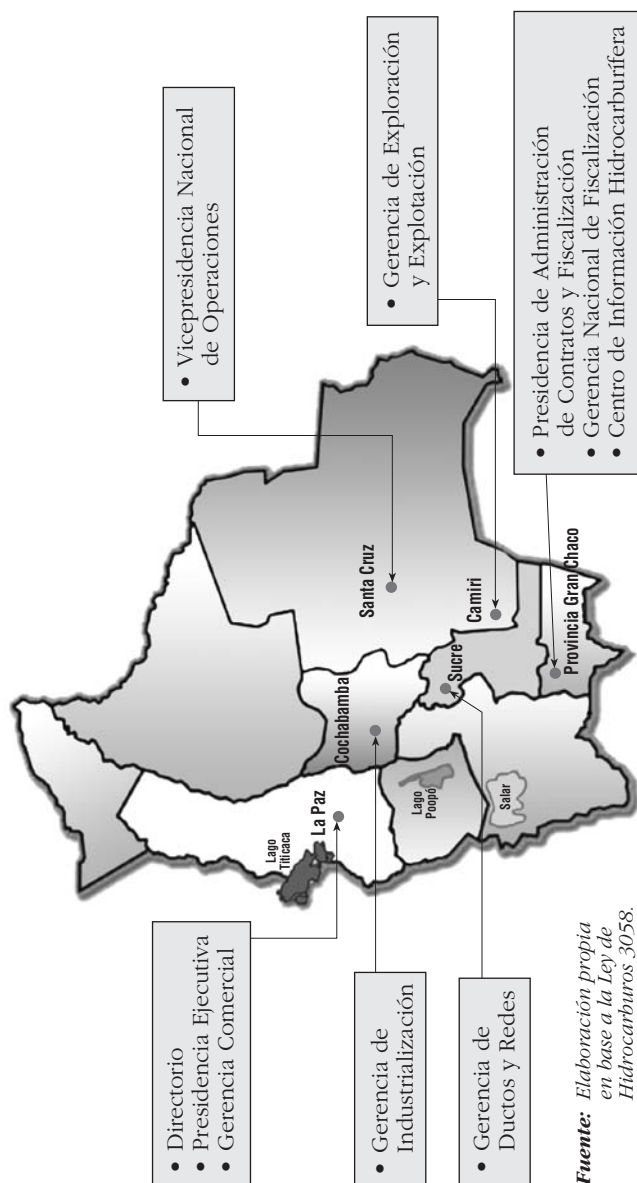 • Directorio
• Presidencia Ejecutiva
• Gerencia Comercial
• Gerencia de
Industrialización
• Gerencia de
Ductos y Redes
Fuente: Elaboración propia
en base a la Ley de
Hidrocarburos 3058.
Lago
Titicaca
La Paz
Cochabamba
Lago
Poopó
Salar
Sucre
Santa Cruz
Camiri
Provincia Gran Chaco
• Vicepresidencia Nacional
de Operaciones
• Gerencia de Exploración
y Explotación
• Presidencia de Administración
de Contratos y Fiscalización
• Gerencia Nacional de Fiscalización
• Centro de Información Hidrocarburífera